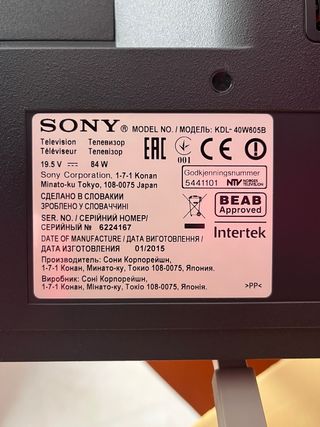 SONY® MODEL NO. / МОДЕЛЬ: KDL- 40W605B
Television Телевизор
Téléviseur Телевізор
19.5 V 84 W
EAC 001 CE
Sony Corporation, 1-7-1 Konan
Minato-ku Tokyo, 108-0075 Japan
Godkjenningsnummer
5441101 NTV
СДЕЛАНО В СЛОВАКИИ
ЗРОБЛЕНО У СЛОВАЧЧИНІ
BEAB
Approved
SER. NO. / СЕРІЙНИЙ НОМЕР/
СЕРИЙНЫЙ № 6224167
Intertek
DATE OF MANUFACTURE / ДАТА ВИГОТОВЛЕННЯ /
ДАТА ИЗГОТОВЛЕНИЯ 01/2015
Производитель: Сони Корпорейшн,
1-7-1 Конан, Минато-ку, Токио 108-0075, Япония.
Виробник: Соні Корпорейшн,
1-7-1 Конан, Мінато-ку, Токіо 108-0075, Японія.
>PP<